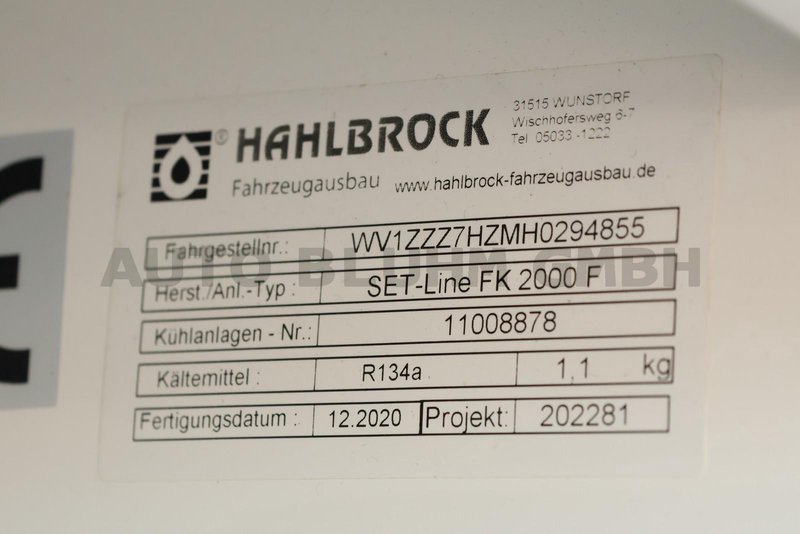 ® HAHLBROCK
31515 WUNSTORF
Wischhofersweg 6-7
Tel 05033-1222
Fahrzeugausbau www.hahlbrock-fahrzeugausbau.de
Fahrgestellnr.: WV1ZZZ7HZMH0294855
AUTO BLUHM GMBH
Herst./Anl.-Typ : SET-Line FK 2000 F
Kühlanlagen - Nr.: 11008878
Kältemittel : R134a 1,1 kg
Fertigungsdatum : 12.2020 Projekt: 202281